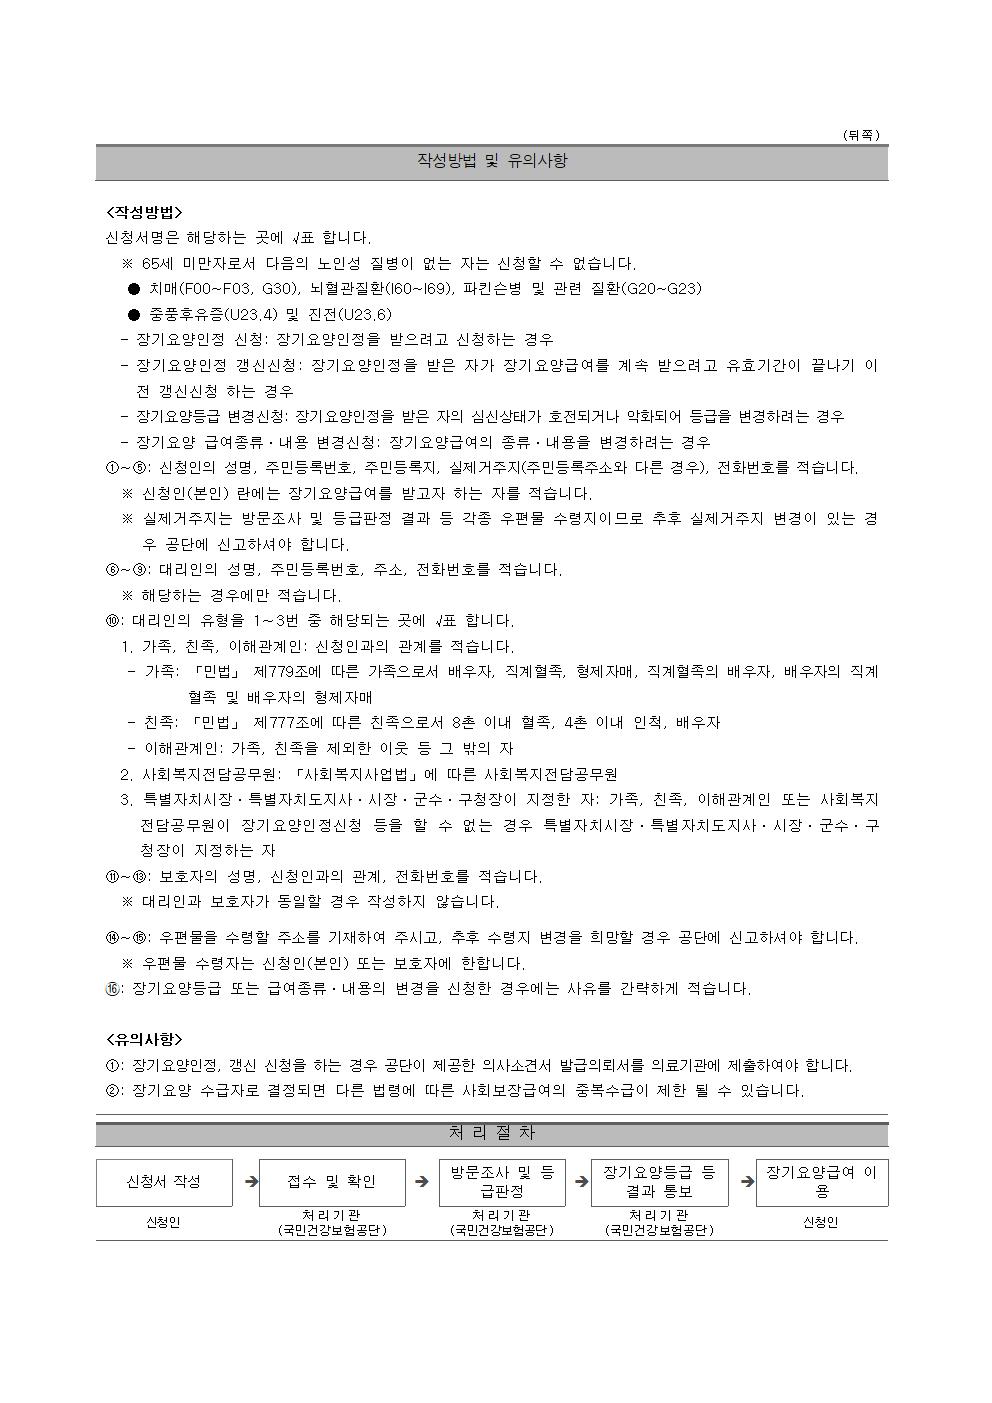 (뒤쪽)
작성방법 및 유의사항
<작성방법>
신청서명은 해당하는 곳에 √표 합니다.
※ 65세 미만자로서 다음의 노인성 질병이 없는 자는 신청할 수 없습니다.
● 치매(F00~F03, G30), 뇌혈관질환(I60~I69), 파킨슨병 및 관련 질환(G20~G23)
● 중풍후유증(U23.4) 및 진전(U23.6)
- 장기요양인정 신청: 장기요양인정을 받으려고 신청하는 경우
- 장기요양인정 갱신신청: 장기요양인정을 받은 자가 장기요양급여를 계속 받으려고 유효기간이 끝나기 이
전 갱신신청 하는 경우
- 장기요양등급 변경신청: 장기요양인정을 받은 자의 심신상태가 호전되거나 악화되어 등급을 변경하려는 경우
- 장기요양 급여종류·내용 변경신청: 장기요양급여의 종류·내용을 변경하려는 경우
①~⑤: 신청인의 성명, 주민등록번호, 주민등록지, 실제거주지(주민등록주소와 다른 경우), 전화번호를 적습니다.
※ 신청인(본인) 란에는 장기요양급여를 받고자 하는 자를 적습니다.
※ 실제거주지는 방문조사 및 등급판정 결과 등 각종 우편물 수령지이므로 추후 실제거주지 변경이 있는 경
우 공단에 신고하셔야 합니다.
⑥~⑨: 대리인의 성명, 주민등록번호, 주소, 전화번호를 적습니다.
※ 해당하는 경우에만 적습니다.
⑩: 대리인의 유형을 1~3번 중 해당되는 곳에 √표 합니다.
1. 가족, 친족, 이해관계인: 신청인과의 관계를 적습니다.
- 가족: 「민법」 제779조에 따른 가족으로서 배우자, 직계혈족, 형제자매, 직계혈족의 배우자, 배우자의 직계
혈족 및 배우자의 형제자매
- 친족: 「민법」 제777조에 따른 친족으로서 8촌 이내 혈족, 4촌 이내 인척, 배우자
- 이해관계인: 가족, 친족을 제외한 이웃 등 그 밖의 자
2. 사회복지전담공무원: 「사회복지사업법」에 따른 사회복지전담공무원
3. 특별자치시장·특별자치도지사·시장·군수·구청장이 지정한 자: 가족, 친족, 이해관계인 또는 사회복지
전담공무원이 장기요양인정신청 등을 할 수 없는 경우 특별자치시장·특별자치도지사·시장·군수·구
청장이 지정하는 자
⑪~⑬: 보호자의 성명, 신청인과의 관계, 전화번호를 적습니다.
※ 대리인과 보호자가 동일할 경우 작성하지 않습니다.
⑭~⑮: 우편물을 수령할 주소를 기재하여 주시고, 추후 수령지 변경을 희망할 경우 공단에 신고하셔야 합니다.
※ 우편물 수령자는 신청인(본인) 또는 보호자에 한합니다.
⑯: 장기요양등급 또는 급여종류·내용의 변경을 신청한 경우에는 사유를 간략하게 적습니다.
<유의사항>
①: 장기요양인정, 갱신 신청을 하는 경우 공단이 제공한 의사소견서 발급의뢰서를 의료기관에 제출하여야 합니다.
②: 장기요양 수급자로 결정되면 다른 법령에 따른 사회보장급여의 중복수급이 제한 될 수 있습니다.
처 리 절 차
신청서 작성 ➔ 접수 및 확인 ➔ 방문조사 및 등 ➔ 장기요양등급 등 ➔ 장기요양급여 이
급판정 결과 통보 용
신청인 처 리 기 관 처 리 기 관 처 리 기 관 신청인
(국민건강보험공단) (국민건강보험공단) (국민건강보험공단)